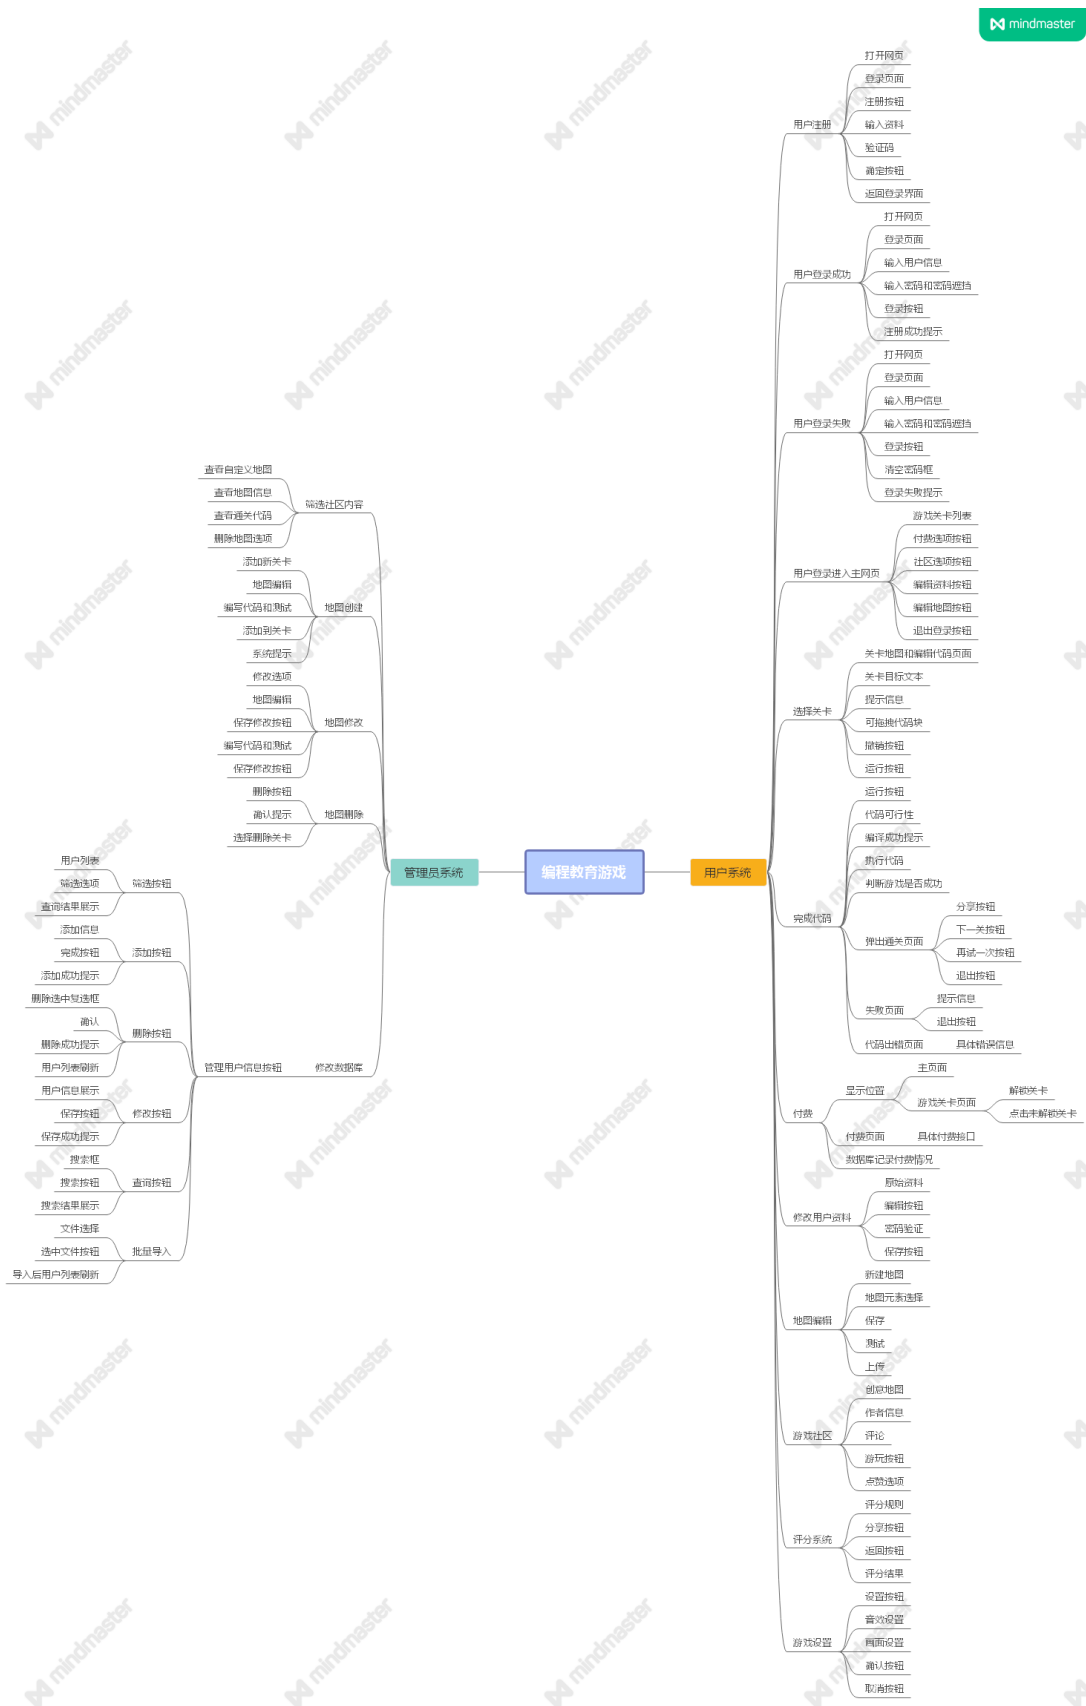 mindmaster
编程教育游戏
用户系统
用户注册
打开网页
登录页面
注册按钮
输入资料
验证码
确定按钮
返回登录界面
用户登录成功
打开网页
登录页面
输入用户信息
输入密码和密码遮挡
登录按钮
注册成功提示
用户登录失败
打开网页
登录页面
输入用户信息
输入密码和密码遮挡
登录按钮
清空密码框
登录失败提示
用户登录进入主网页
游戏关卡列表
付费选项按钮
社区选项按钮
编辑资料按钮
编辑地图按钮
退出登录按钮
选择关卡
关卡地图和编辑代码页面
关卡目标文本
提示信息
可拖拽代码块
撤销按钮
运行按钮
完成代码
运行按钮
代码可行性
编译成功提示
执行代码
判断游戏是否成功
弹出通关页面
分享按钮
下一关按钮
再试一次按钮
退出按钮
失败页面
提示信息
退出按钮
代码出错页面
具体错误信息
付费
显示位置
主页面
游戏关卡页面
解锁关卡
点击未解锁关卡
付费页面
具体付费接口
数据库记录付费情况
修改用户资料
原始资料
编辑按钮
密码验证
保存按钮
地图编辑
新建地图
地图元素选择
保存
测试
上传
游戏社区
创意地图
作者信息
评论
游玩按钮
点赞选项
评分系统
评分规则
分享按钮
返回按钮
评分结果
游戏设置
设置按钮
音效设置
画面设置
确认按钮
取消按钮
管理员系统
筛选社区内容
查看自定义地图
查看地图信息
查看通关代码
删除地图选项
地图创建
添加新关卡
地图编辑
编写代码和测试
添加到关卡
系统提示
地图修改
修改选项
地图编辑
保存修改按钮
编写代码和测试
保存修改按钮
地图删除
删除按钮
确认提示
选择删除关卡
修改数据库
管理用户信息按钮
筛选按钮
用户列表
筛选选项
查询结果展示
添加按钮
添加信息
完成按钮
添加成功提示
删除按钮
删除选中复选框
确认
删除成功提示
用户列表刷新
修改按钮
用户信息展示
保存按钮
保存成功提示
查询按钮
搜索框
搜索按钮
搜索结果展示
批量导入
文件选择
选中文件按钮
导入后用户列表刷新